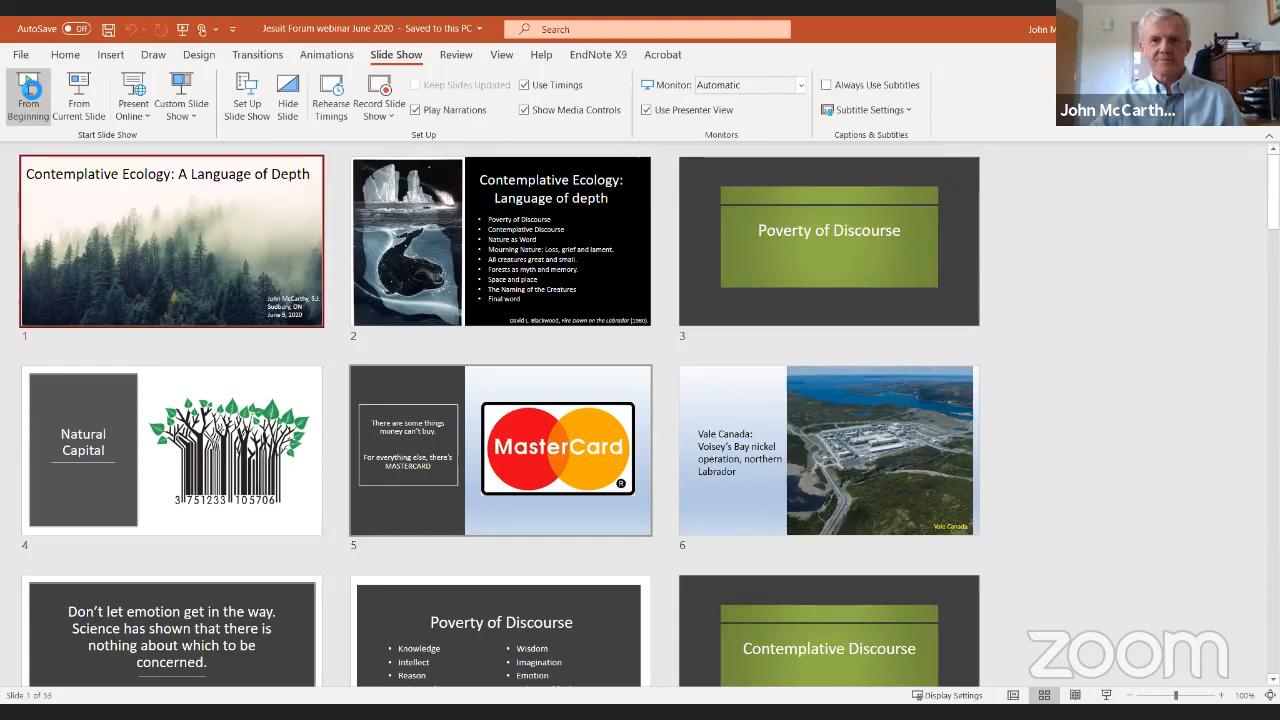 AutoSave Off
Jesuit Forum webinar June 2020 - Saved to this PC
Search
John M
File Home Insert Draw Design Transitions Animations Slide Show Review View Help EndNote X9 Acrobat
From Beginning
From Current Slide
Present Online
Custom Slide Show
Set Up Slide Show
Hide Slide
Rehearse Timings
Record Slide Show
Keep Slides Updated
Use Timings
Play Narrations
Show Media Controls
Monitor: Automatic
Use Presenter View
Always Use Subtitles
Subtitle Settings
Start Slide Show
Set Up
Monitors
Captions & Subtitles
John McCarth...
Contemplative Ecology: A Language of Depth
John McCarthy, S.J.
Sudbury, ON
June 9, 2020
1
Contemplative Ecology:
Language of depth
• Poverty of Discourse
• Contemplative Discourse
• Nature as Word
• Mourning Nature: Loss, grief and lament.
• All creatures great and small.
• Forests as myth and memory.
• Space and place
• The Naming of the Creatures
• Final word
David L. Blackwood, Fire Down on the Labrador (1980).
2
Poverty of Discourse
3
Natural
Capital
3 751233 105706
4
There are some things
money can't buy.
For everything else, there's
MASTERCARD
MasterCard
®
5
Vale Canada:
Voisey's Bay nickel
operation, northern
Labrador
Vale Canada
6
Don't let emotion get in the way.
Science has shown that there is
nothing about which to be
concerned.
Poverty of Discourse
• Knowledge
• Intellect
• Reason
• Wisdom
• Imagination
• Emotion
Contemplative Discourse
zoom
Slide 1 of 53
Display Settings
100%